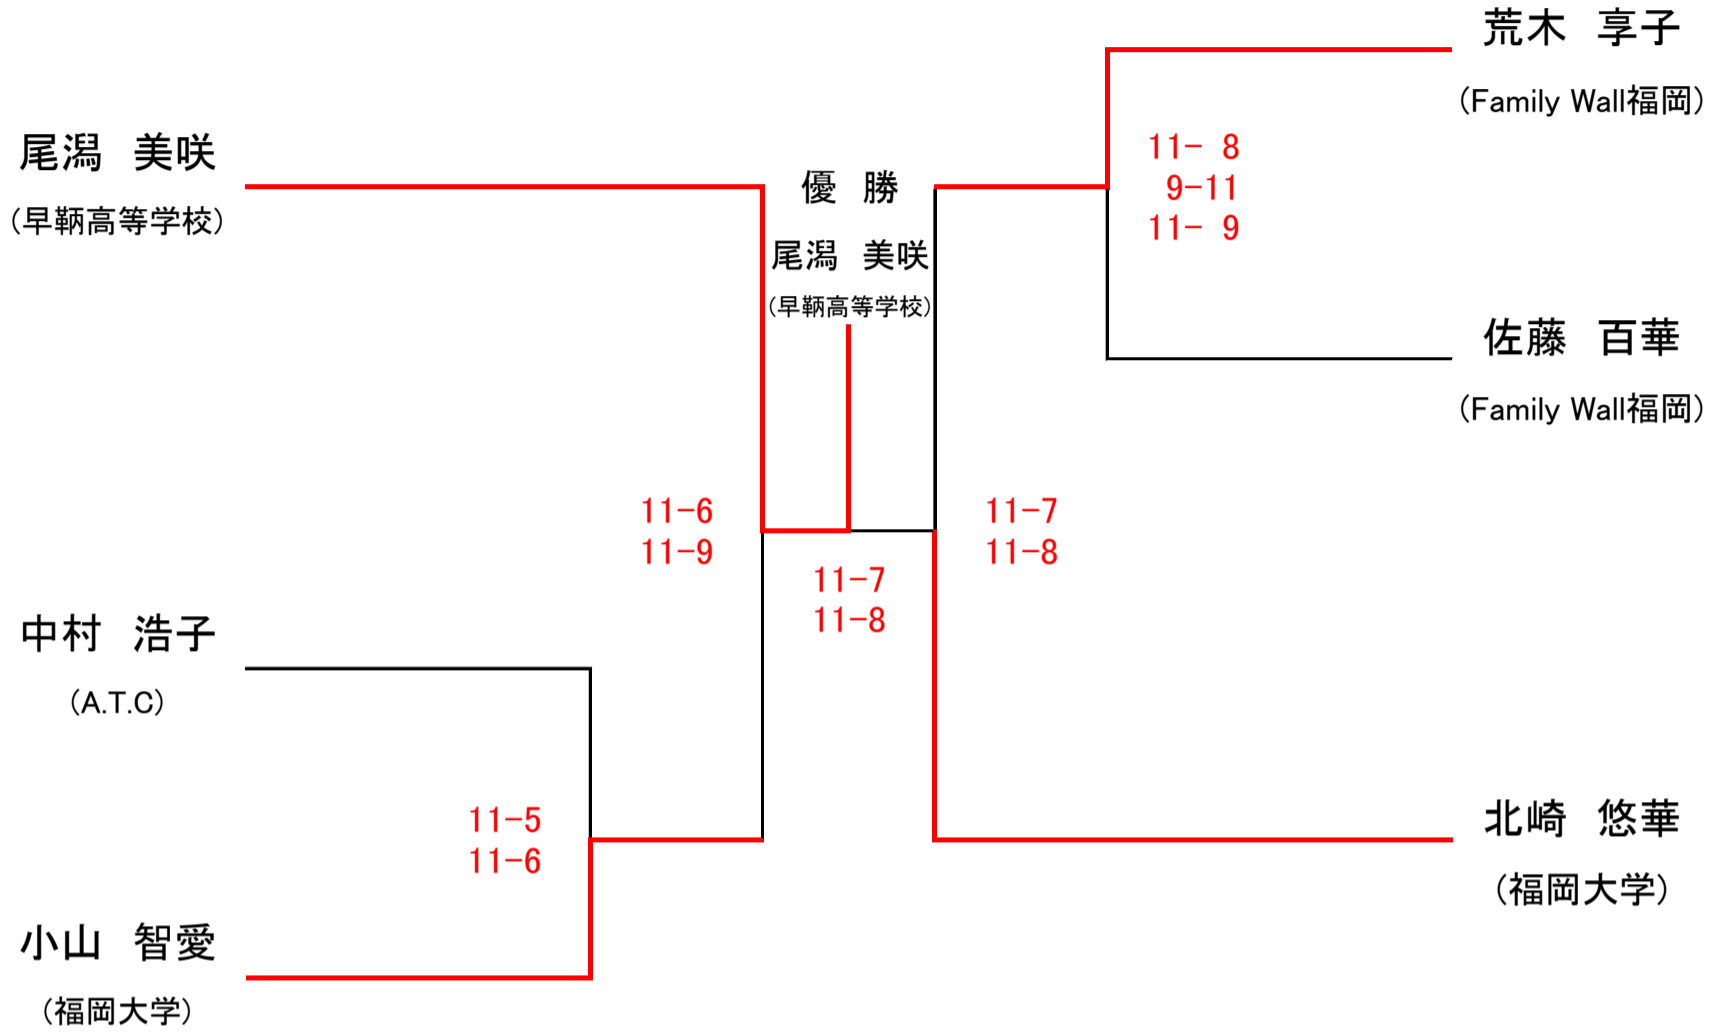 荒木　享子
(Family Wall福岡)
尾潟　美咲
(早鞆高等学校)
優　勝
尾潟　美咲
(早鞆高等学校)
11- 8
9-11
11- 9
佐藤　百華
(Family Wall福岡)
11-6
11-9
11-7
11-8
11-7
11-8
中村　浩子
(A.T.C)
11-5
11-6
北崎　悠華
(福岡大学)
小山　智愛
(福岡大学)